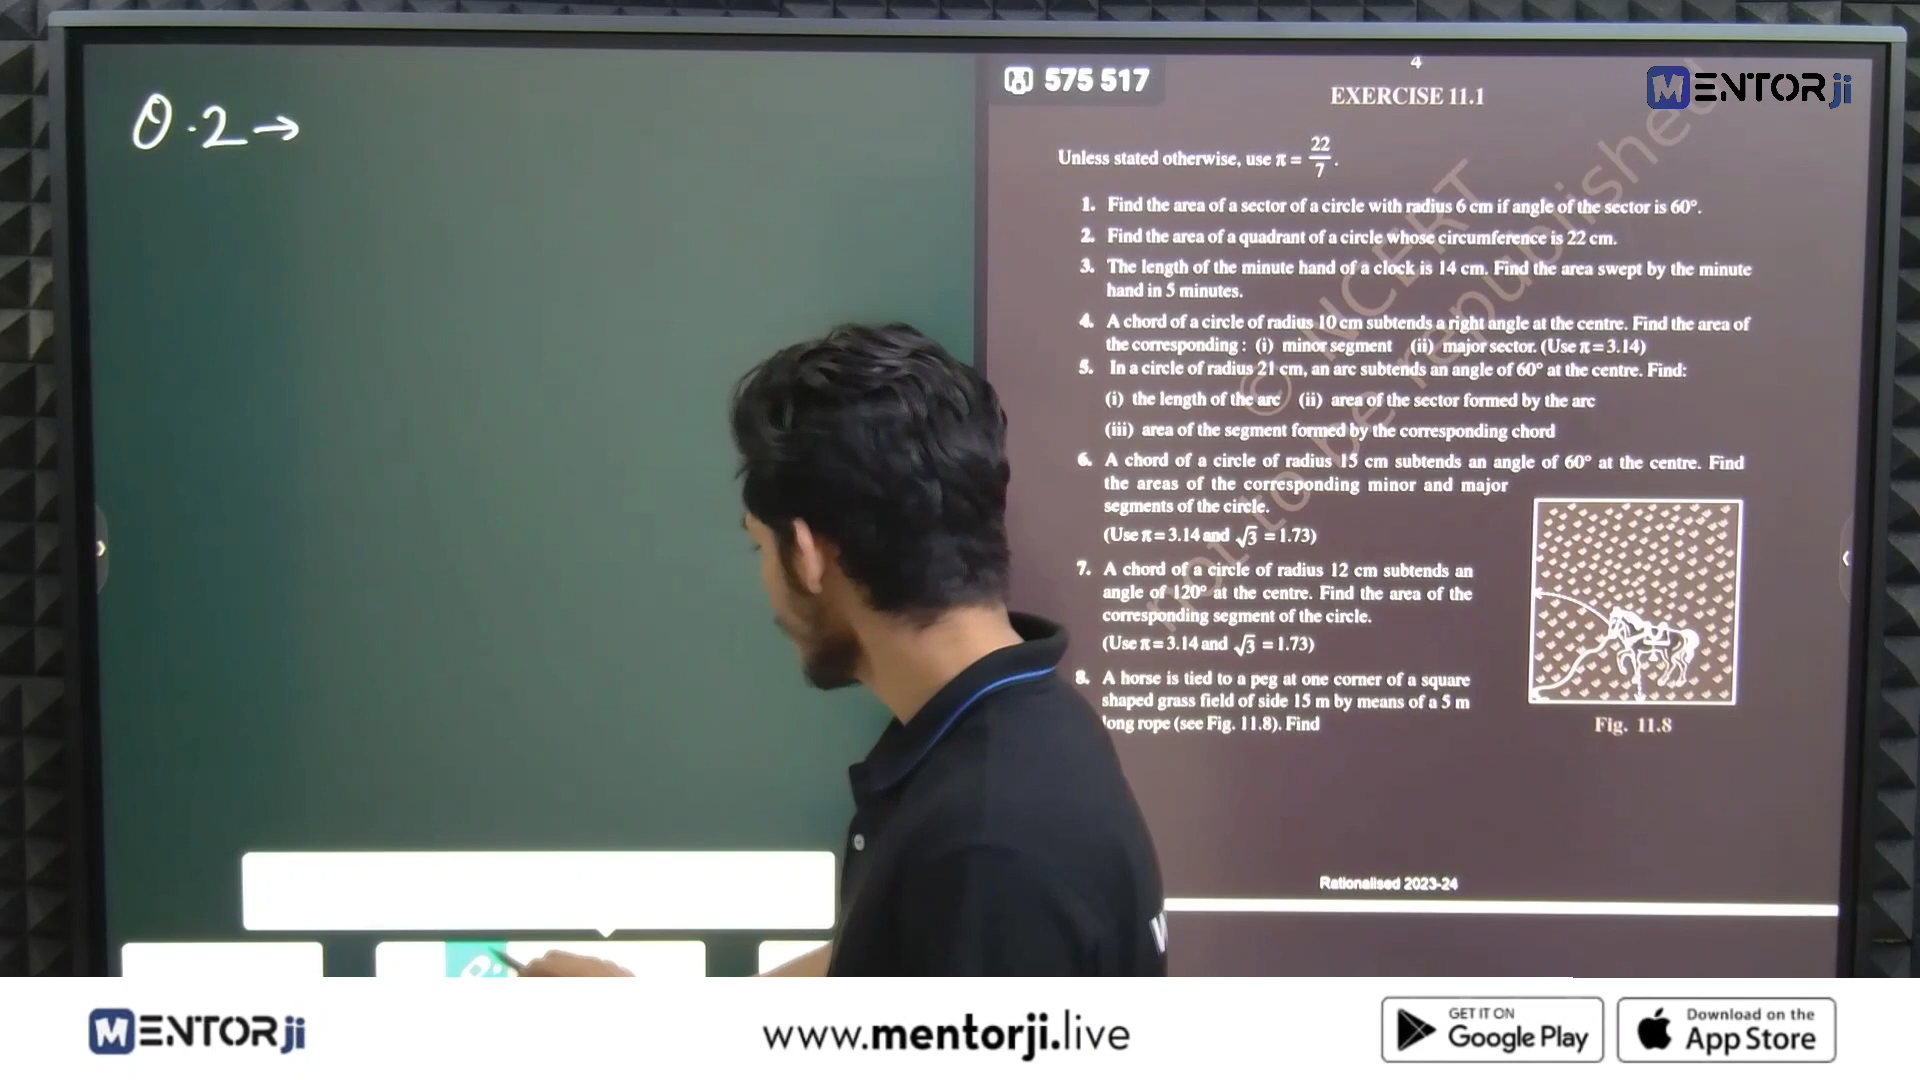 Q.2→
575 517
4
EXERCISE 11.1
MENTORji
Unless stated otherwise, use π = 22/7.
1. Find the area of a sector of a circle with radius 6 cm if angle of the sector is 60°.
2. Find the area of a quadrant of a circle whose circumference is 22 cm.
3. The length of the minute hand of a clock is 14 cm. Find the area swept by the minute
hand in 5 minutes.
4. A chord of a circle of radius 10 cm subtends a right angle at the centre. Find the area of
the corresponding : (i) minor segment (ii) major sector. (Use π = 3.14)
5. In a circle of radius 21 cm, an arc subtends an angle of 60° at the centre. Find:
(i) the length of the arc (ii) area of the sector formed by the arc
(iii) area of the segment formed by the corresponding chord
6. A chord of a circle of radius 15 cm subtends an angle of 60° at the centre. Find
the areas of the corresponding minor and major
segments of the circle.
(Use π = 3.14 and √3 = 1.73)
7. A chord of a circle of radius 12 cm subtends an
angle of 120° at the centre. Find the area of the
corresponding segment of the circle.
(Use π = 3.14 and √3 = 1.73)
8. A horse is tied to a peg at one corner of a square
shaped grass field of side 15 m by means of a 5 m
long rope (see Fig. 11.8). Find
Fig. 11.8
© NCERT
not to be republished
Rationalised 2023-24
MENTORji
www.mentorji.live
GET IT ON
Google Play
Download on the
App Store